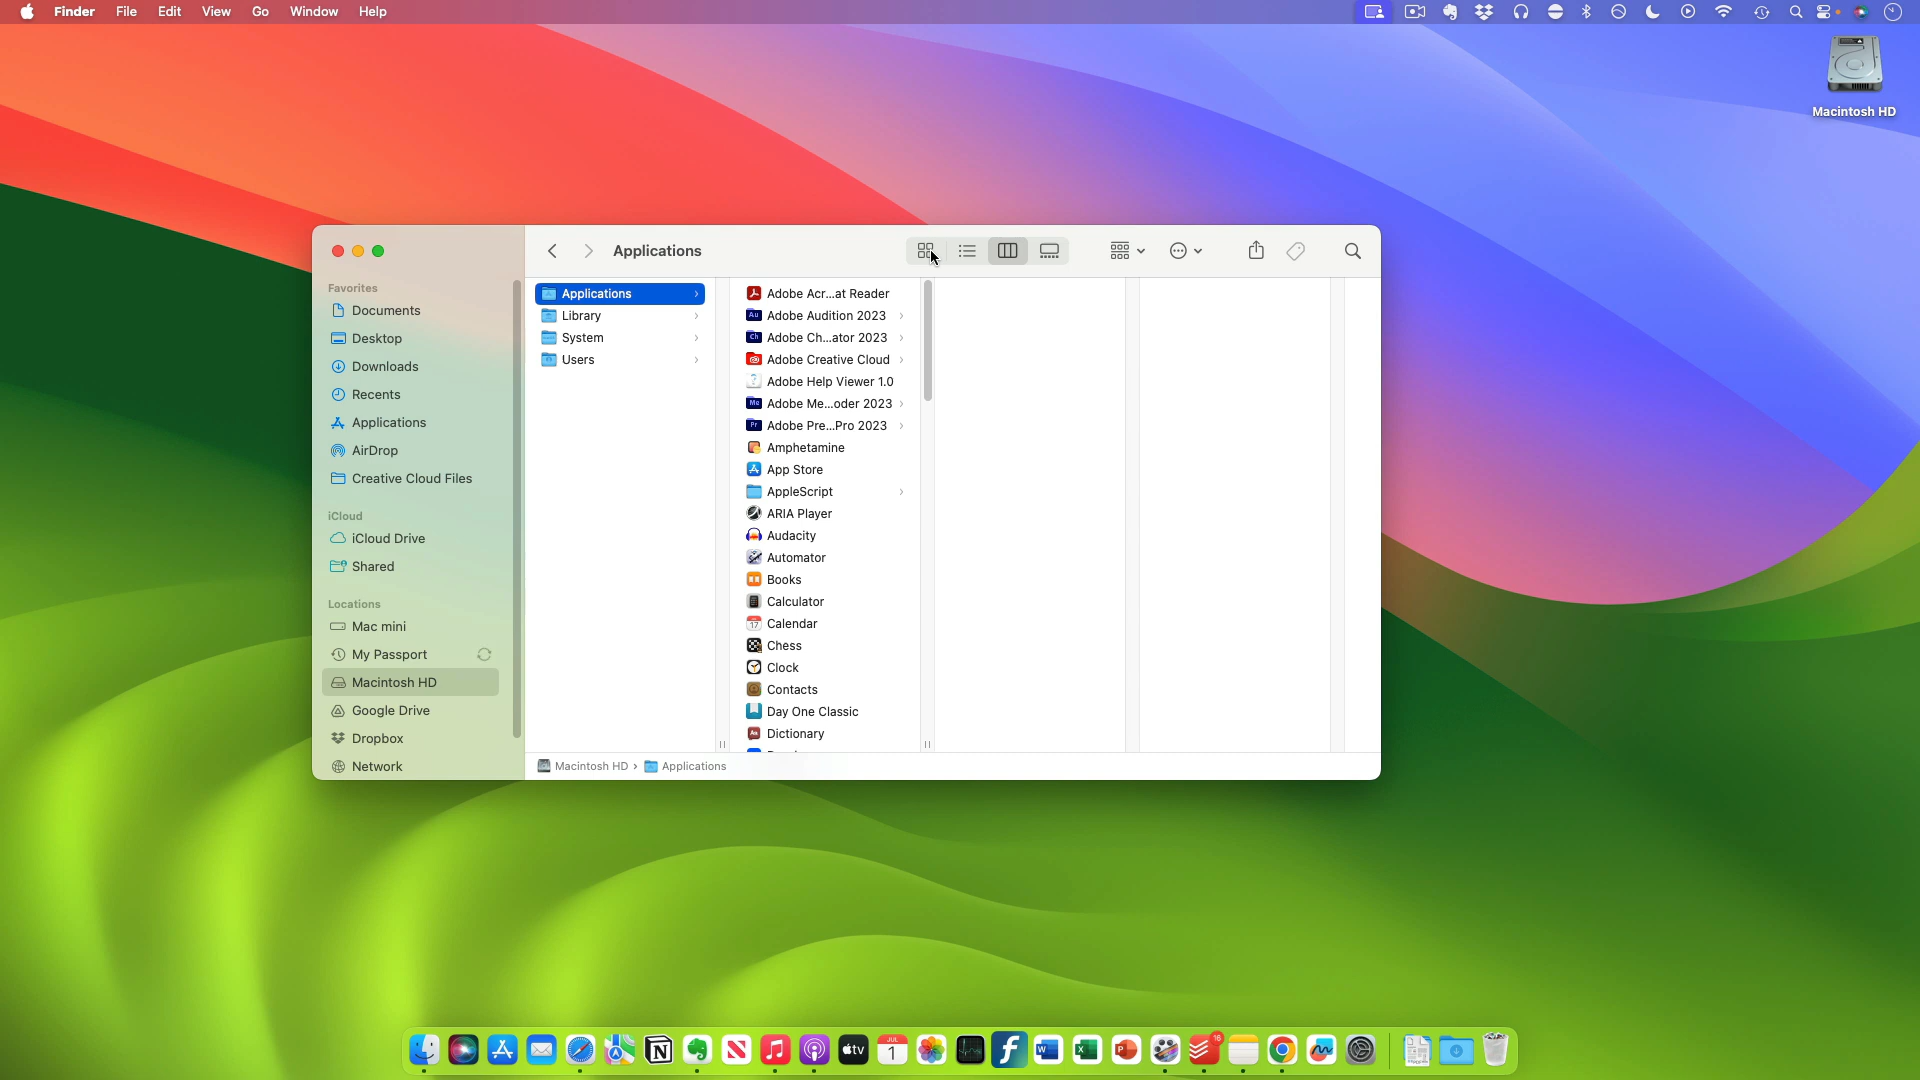 Finder File Edit View Go Window Help
Macintosh HD
Applications
Favorites
Documents
Desktop
Downloads
Recents
Applications
AirDrop
Creative Cloud Files
iCloud
iCloud Drive
Shared
Locations
Mac mini
My Passport
Macintosh HD
Google Drive
Dropbox
Network
Applications
Library
System
Users
Adobe Acr...at Reader
Adobe Audition 2023
Adobe Ch...ator 2023
Adobe Creative Cloud
Adobe Help Viewer 1.0
Adobe Me...oder 2023
Adobe Pre...Pro 2023
Amphetamine
App Store
AppleScript
ARIA Player
Audacity
Automator
Books
Calculator
Calendar
Chess
Clock
Contacts
Day One Classic
Dictionary
Macintosh HD › Applications
tv JUL 1 W X P 16